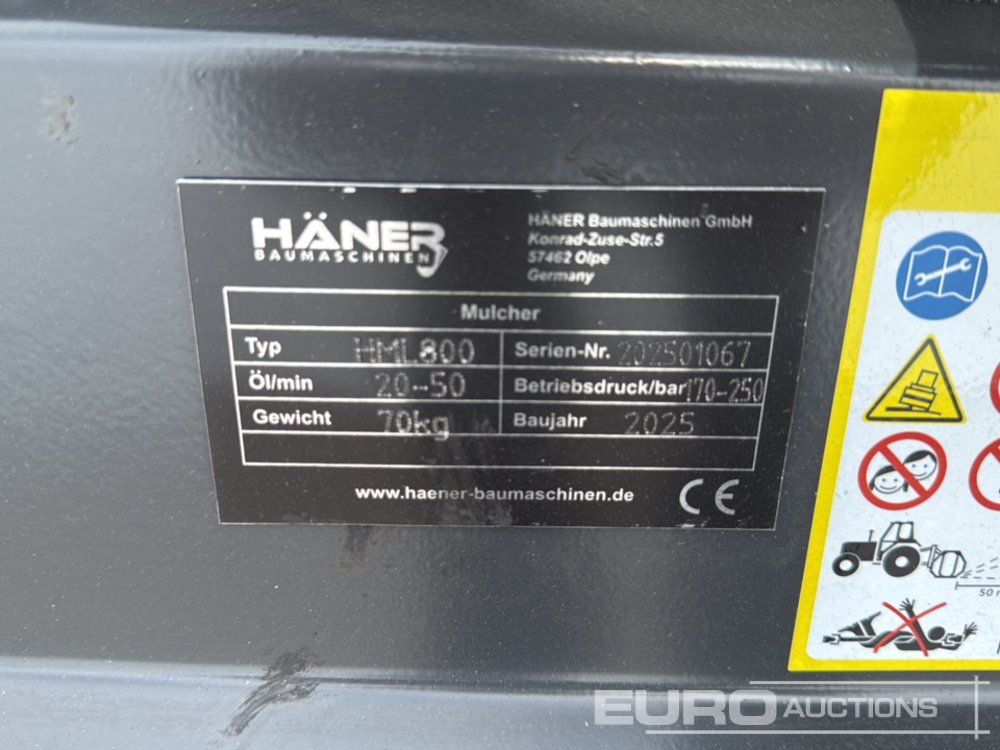 HÄNER
BAUMASCHINEN
HÄNER Baumaschinen GmbH
Konrad-Zuse-Str.5
57462 Olpe
Germany
Mulcher
Typ HML800 Serien-Nr. 202501067
Öl/min 20-50 Betriebsdruck/bar 170-250
Gewicht 70kg Baujahr 2025
www.haener-baumaschinen.de CE
50
EURO AUCTIONS